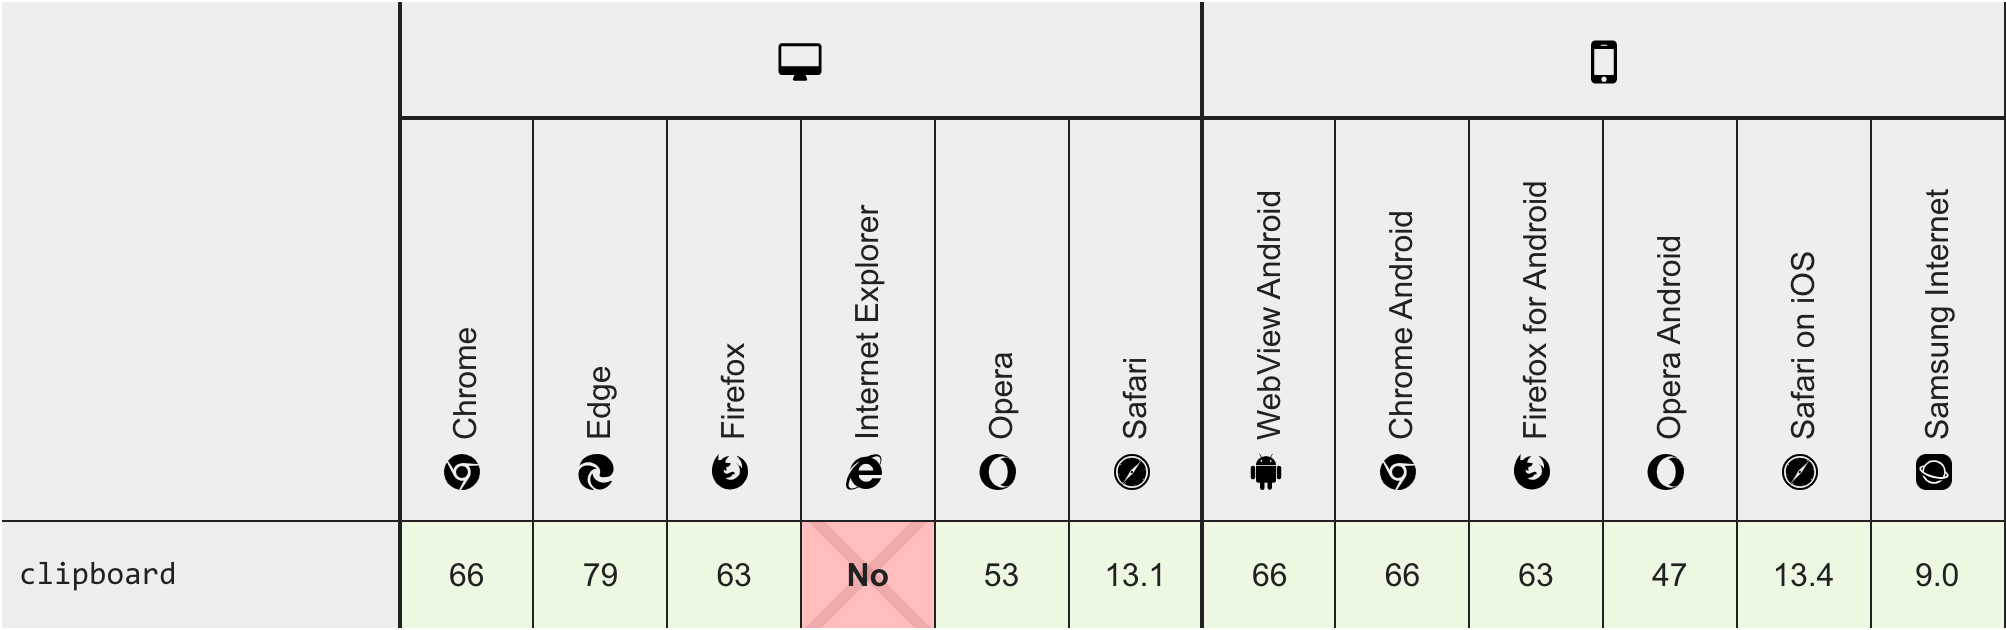 Chrome
Edge
Firefox
Internet Explorer
Opera
Safari
WebView Android
Chrome Android
Firefox for Android
Opera Android
Safari on iOS
Samsung Internet
clipboard 66 79 63 No 53 13.1 66 66 63 47 13.4 9.0